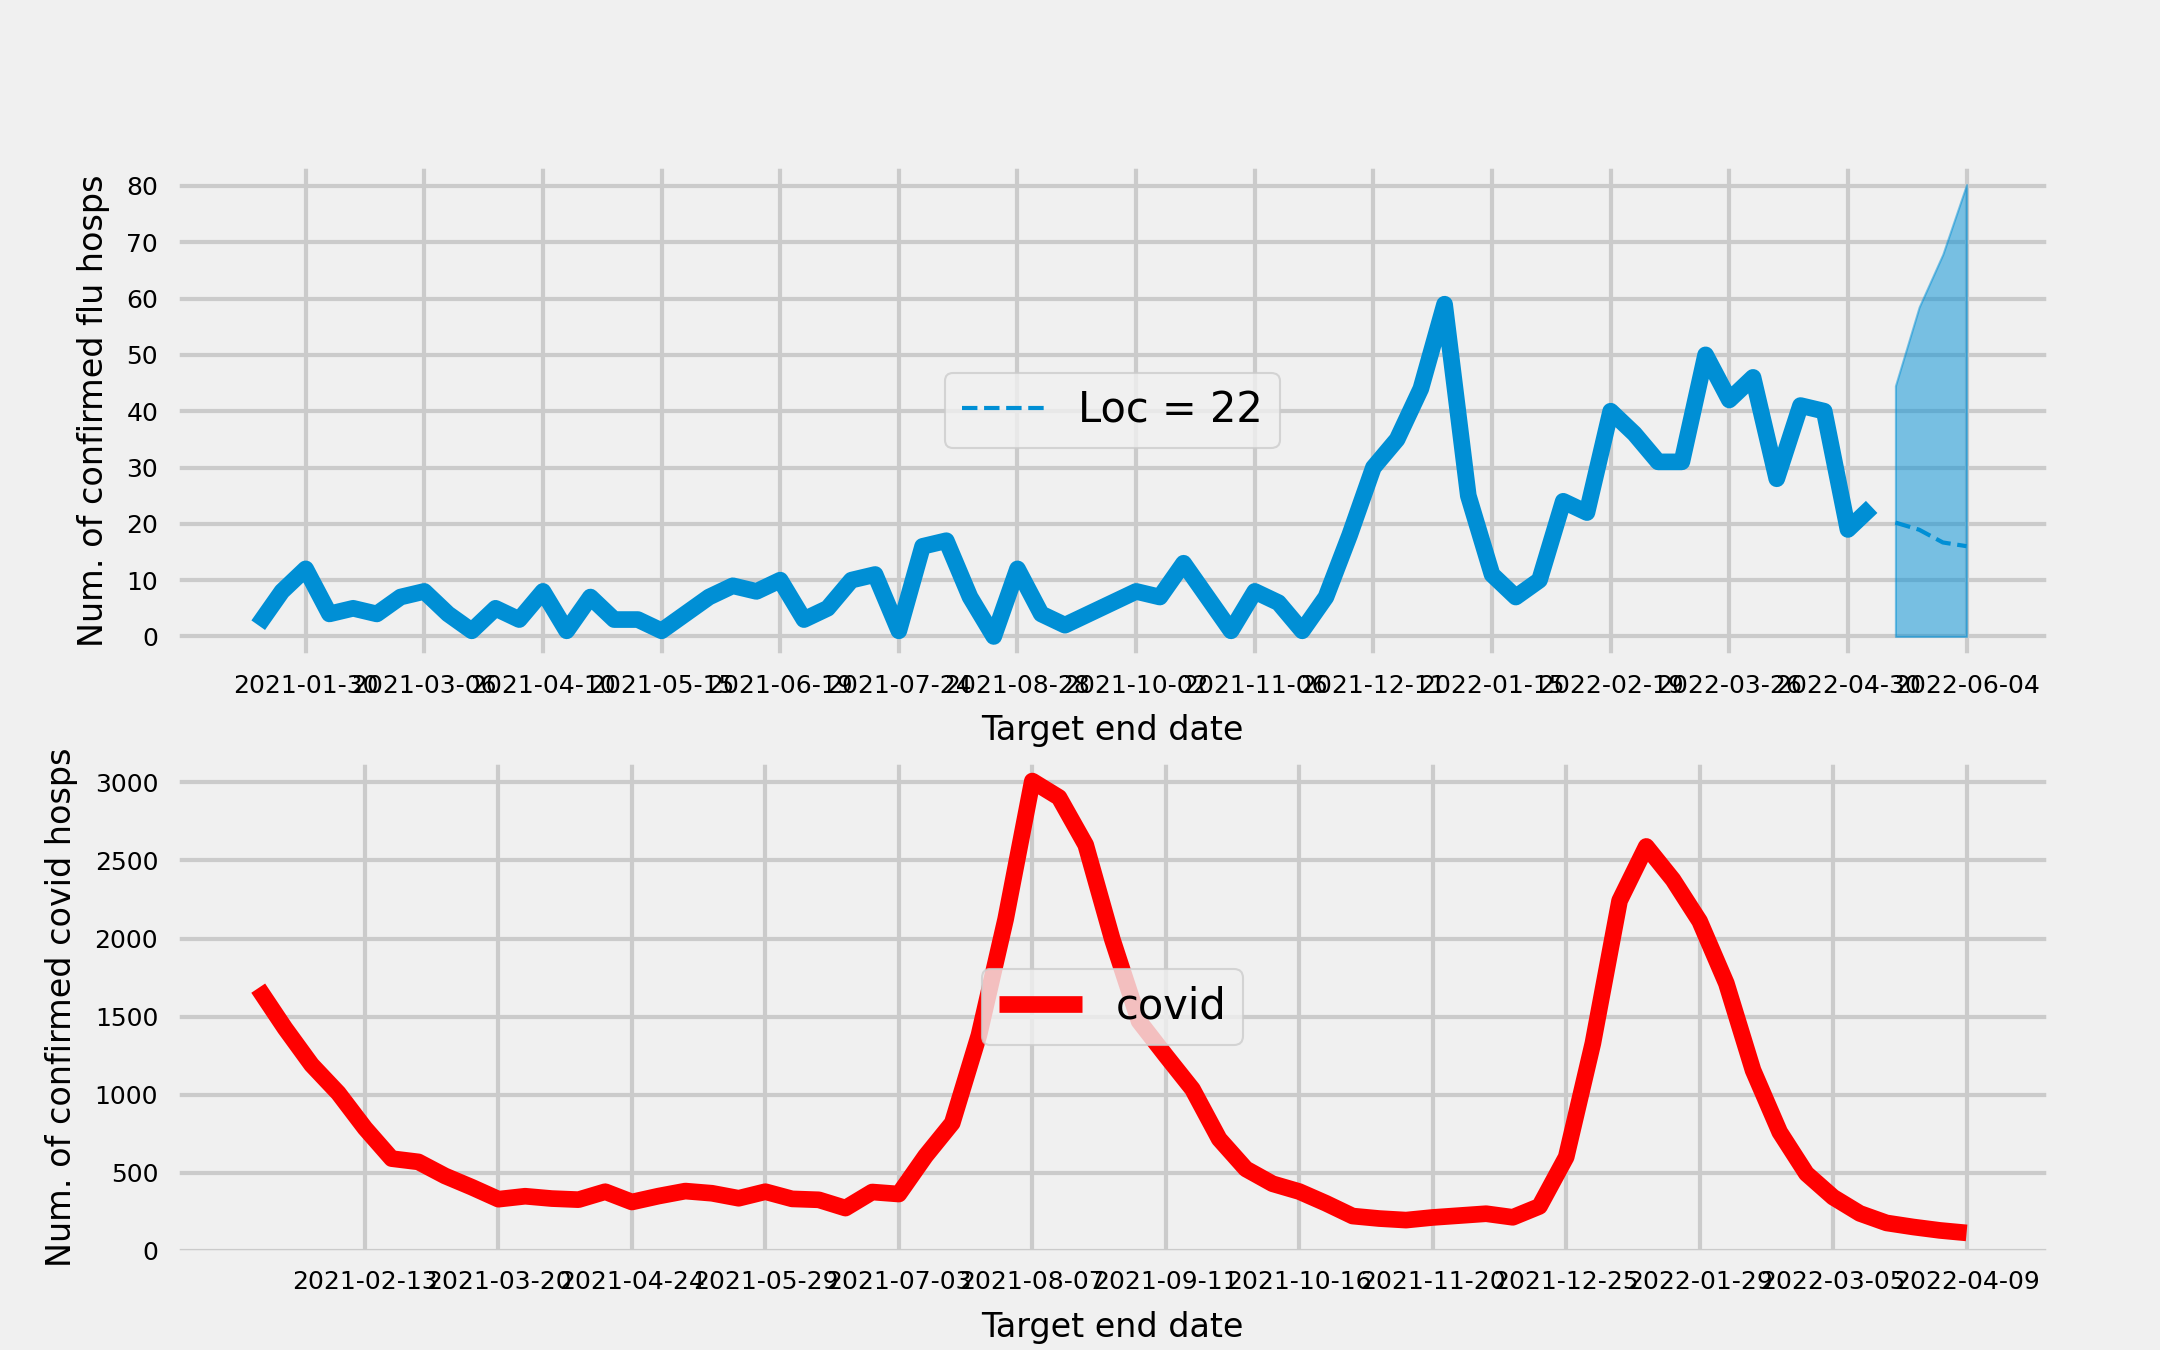 Num. of confirmed flu hosps
80
70
60
50
40
30
20
10
0
Loc = 22
2021-01-30 2021-03-06 2021-04-10 2021-05-15 2021-06-19 2021-07-24 2021-08-28 2021-10-02 2021-11-06 2021-12-11 2022-01-15 2022-02-19 2022-03-26 2022-04-30 2022-06-04
Target end date
Num. of confirmed covid hosps
3000
2500
2000
1500
1000
500
0
covid
2021-02-13 2021-03-20 2021-04-24 2021-05-29 2021-07-03 2021-08-07 2021-09-11 2021-10-16 2021-11-20 2021-12-25 2022-01-29 2022-03-05 2022-04-09
Target end date